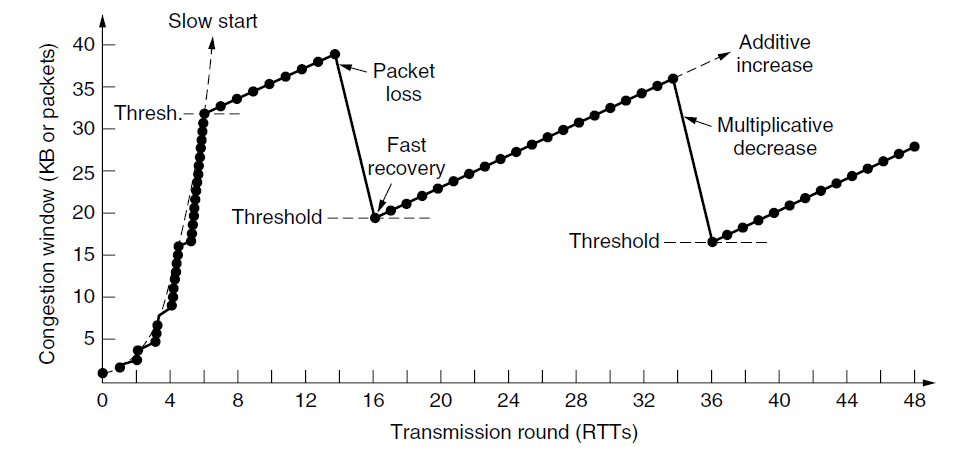 Slow start
Congestion window (KB or packets)
40
35
30
25
20
15
10
5
Thresh.
Packet
loss
Fast
recovery
Threshold
Additive
increase
Multiplicative
decrease
Threshold
0 4 8 12 16 20 24 28 32 36 40 44 48
Transmission round (RTTs)